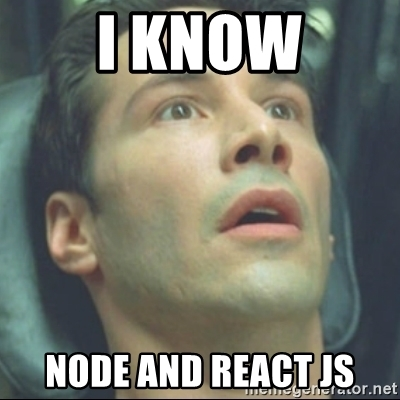 I KNOW
NODE AND REACT JS
memegenerator.net